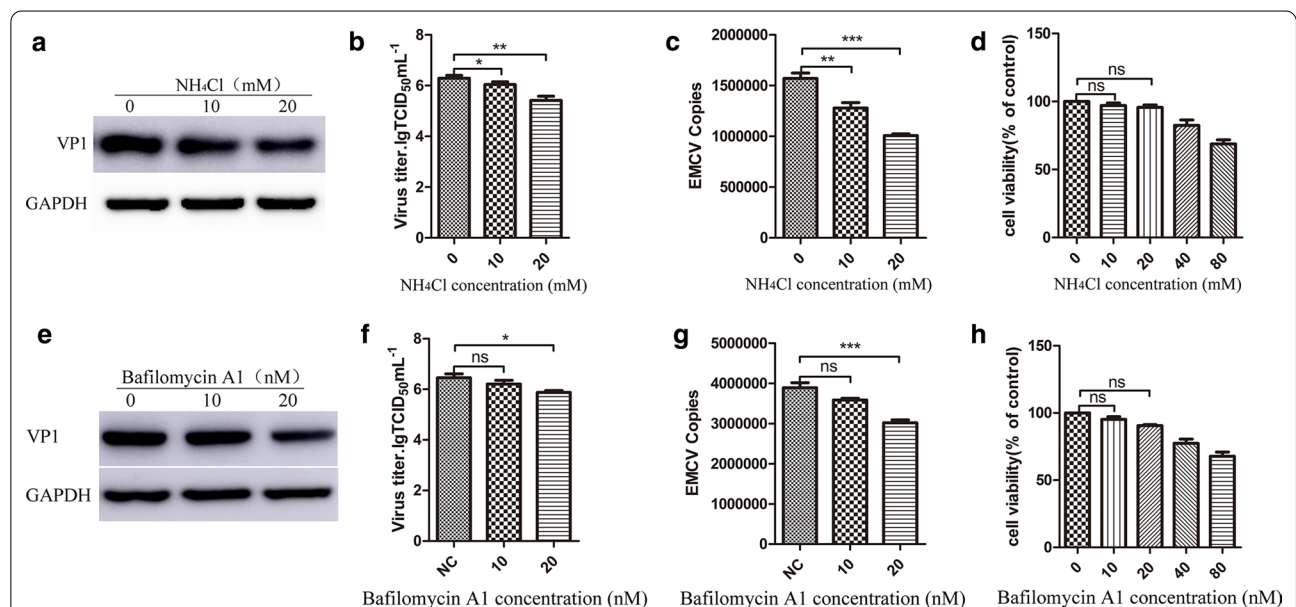 a
NH₄Cl（mM）
0 10 20
VP1
GAPDH
b
Virus titer.lgTCID₅₀mL⁻¹
8
6
4
2
0
**
*
0 10 20
NH₄Cl concentration (mM)
c
EMCV Copies
2000000
1500000
1000000
500000
0
***
**
0 10 20
NH₄Cl concentration (mM)
d
cell viability(% of control)
150
100
50
0
ns
ns
0 10 20 40 80
NH₄Cl concentration (mM)
e
Bafilomycin A1（nM）
0 10 20
VP1
GAPDH
f
Virus titer.lgTCID₅₀mL⁻¹
8
6
4
2
0
*
ns
NC 10 20
Bafilomycin A1 concentration (nM)
g
EMCV Copies
5000000
4000000
3000000
2000000
1000000
0
***
ns
NC 10 20
Bafilomycin A1 concentration (nM)
h
cell viability(% of control)
150
100
50
0
ns
ns
0 10 20 40 80
Bafilomycin A1 concentration (nM)